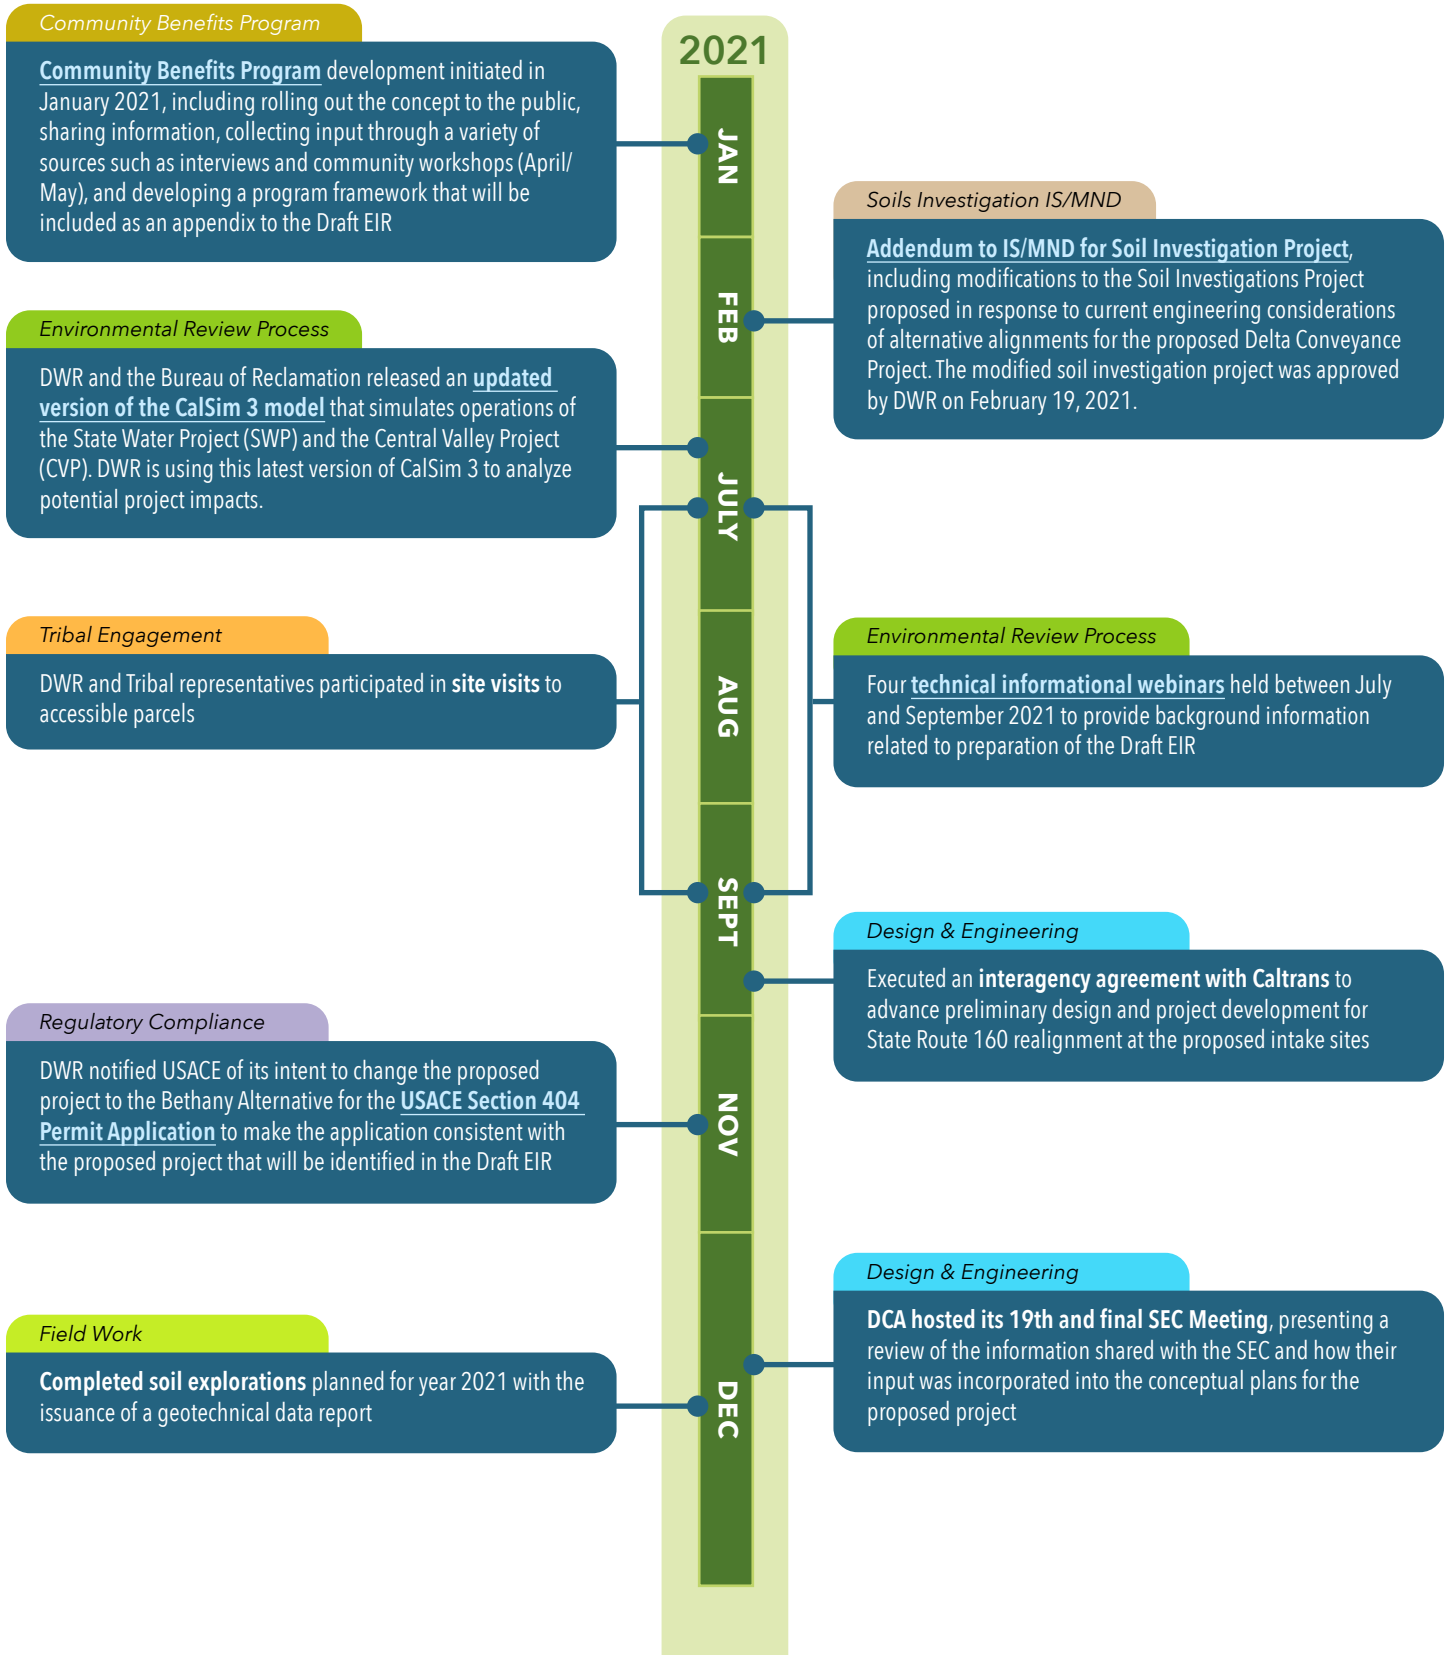 2021
JAN
Community Benefits Program
Community Benefits Program development initiated in
January 2021, including rolling out the concept to the public,
sharing information, collecting input through a variety of
sources such as interviews and community workshops (April/
May), and developing a program framework that will be
included as an appendix to the Draft EIR
FEB
Soils Investigation IS/MND
Addendum to IS/MND for Soil Investigation Project,
including modifications to the Soil Investigations Project
proposed in response to current engineering considerations
of alternative alignments for the proposed Delta Conveyance
Project. The modified soil investigation project was approved
by DWR on February 19, 2021.
JULY
Environmental Review Process
DWR and the Bureau of Reclamation released an updated
version of the CalSim 3 model that simulates operations of
the State Water Project (SWP) and the Central Valley Project
(CVP). DWR is using this latest version of CalSim 3 to analyze
potential project impacts.
AUG
Tribal Engagement
DWR and Tribal representatives participated in site visits to
accessible parcels
Environmental Review Process
Four technical informational webinars held between July
and September 2021 to provide background information
related to preparation of the Draft EIR
SEPT
Design & Engineering
Executed an interagency agreement with Caltrans to
advance preliminary design and project development for
State Route 160 realignment at the proposed intake sites
NOV
Regulatory Compliance
DWR notified USACE of its intent to change the proposed
project to the Bethany Alternative for the USACE Section 404
Permit Application to make the application consistent with
the proposed project that will be identified in the Draft EIR
DEC
Design & Engineering
DCA hosted its 19th and final SEC Meeting, presenting a
review of the information shared with the SEC and how their
input was incorporated into the conceptual plans for the
proposed project
Field Work
Completed soil explorations planned for year 2021 with the
issuance of a geotechnical data report